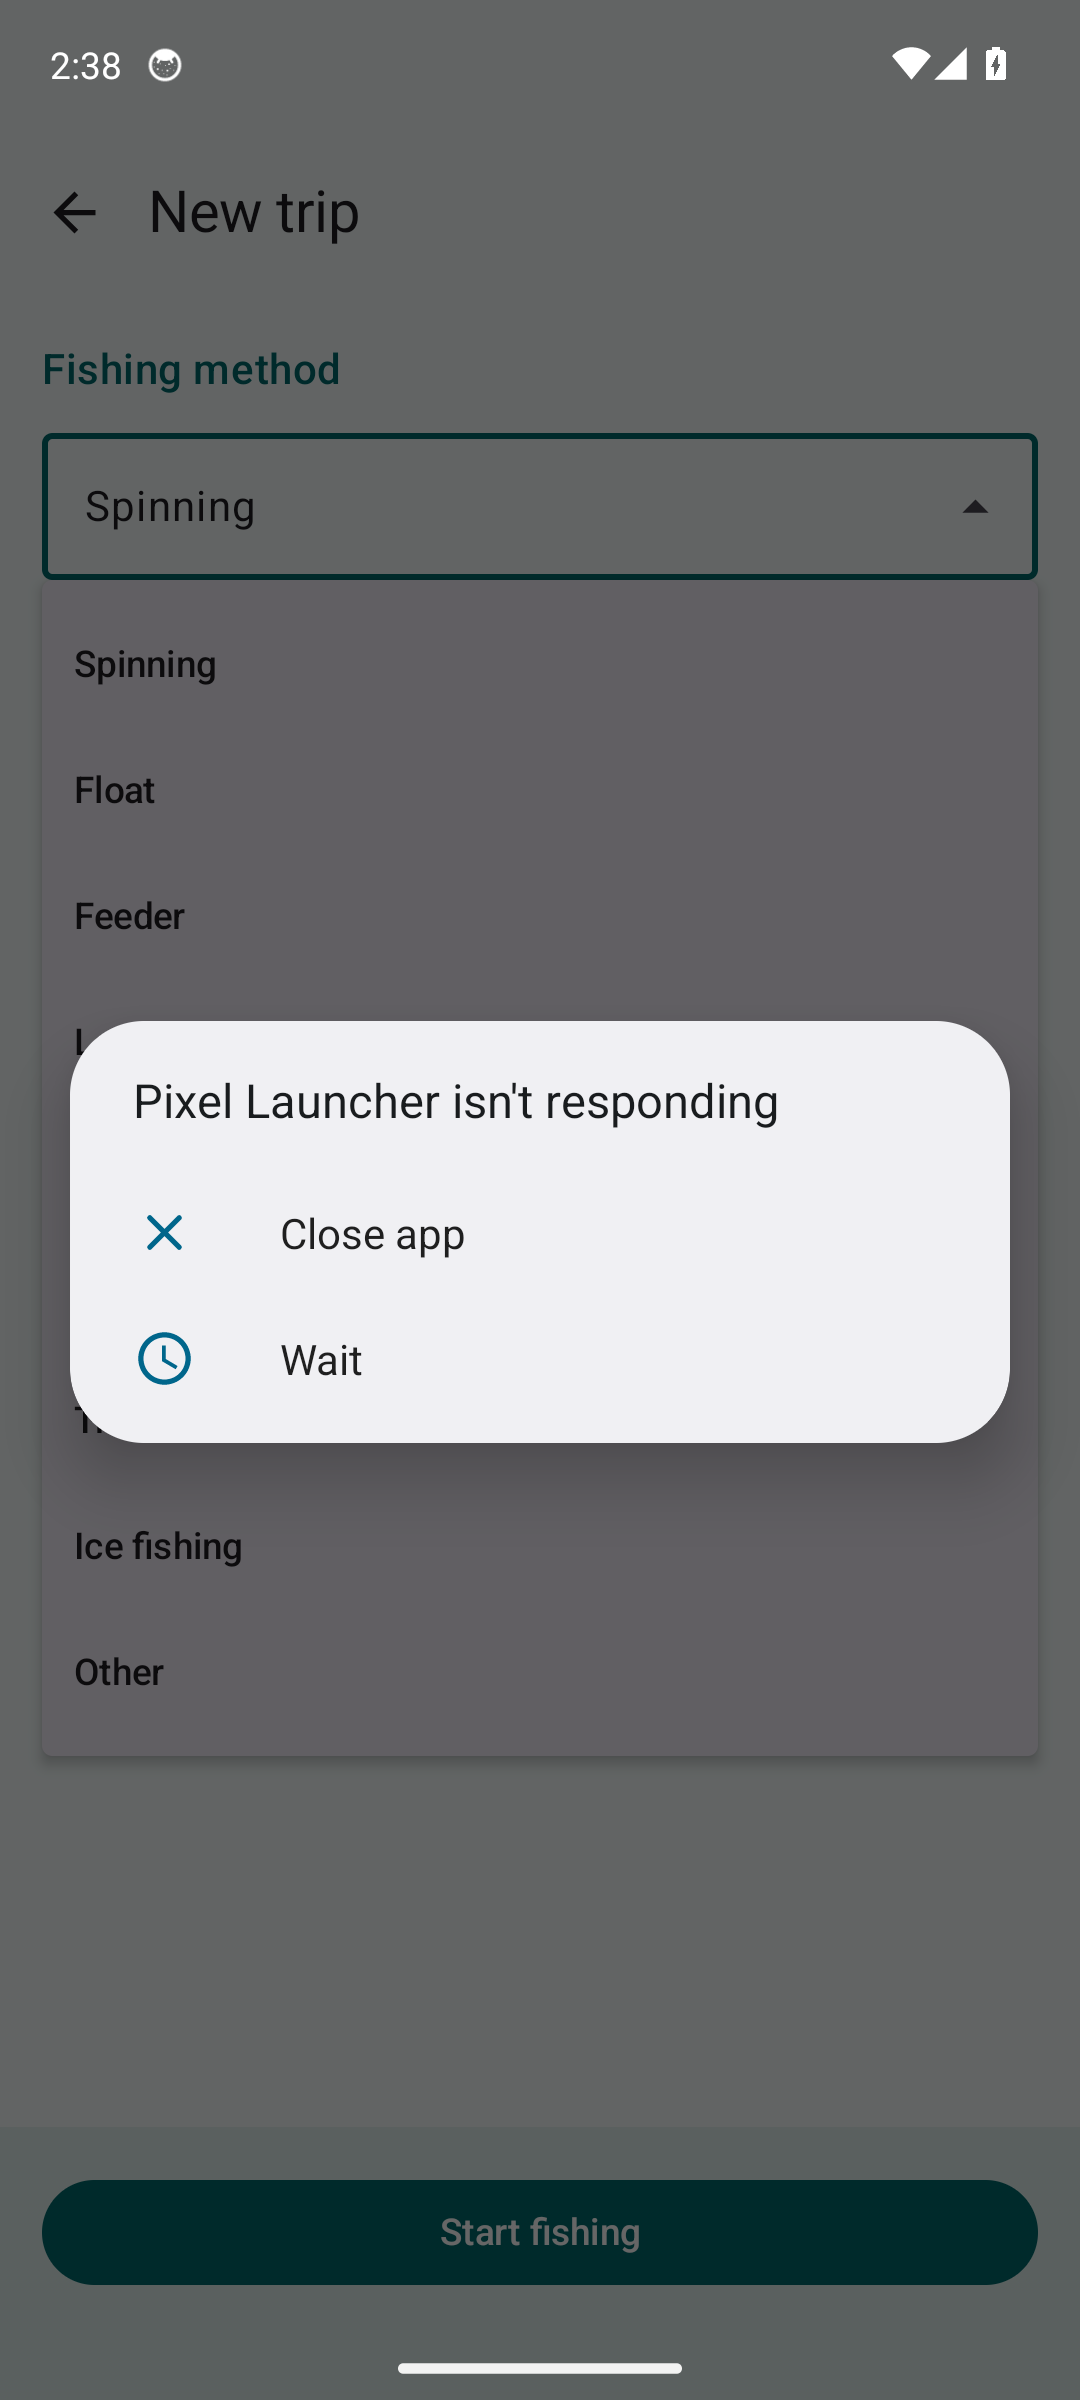 2:38
New trip
Fishing method
Spinning
Spinning
Float
Feeder
Pixel Launcher isn't responding
Close app
Wait
Ice fishing
Other
Start fishing